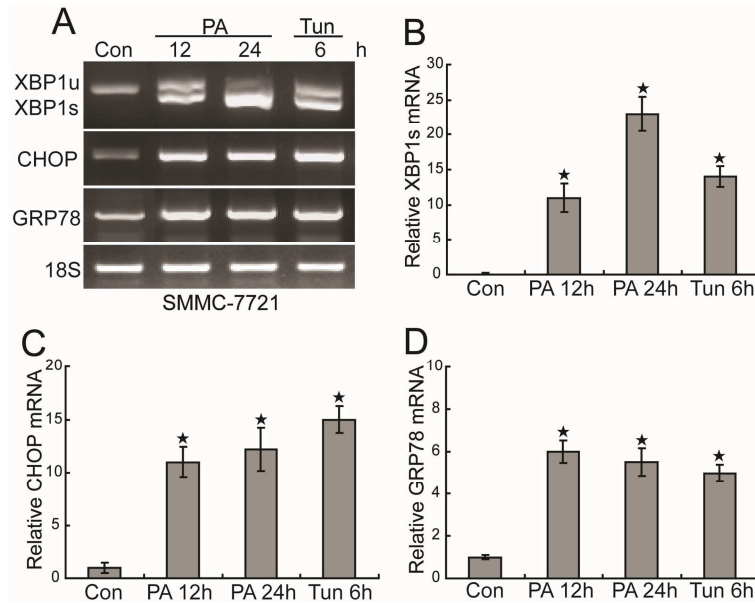 A
PA Tun
Con 12 24 6 h
XBP1u
XBP1s
CHOP
GRP78
18S
SMMC-7721
B
Relative XBP1s mRNA
30
25
20
15
10
5
0
Con PA 12h PA 24h Tun 6h
C
Relative CHOP mRNA
20
15
10
5
0
Con PA 12h PA 24h Tun 6h
D
Relative GRP78 mRNA
10
8
6
4
2
0
Con PA 12h PA 24h Tun 6h